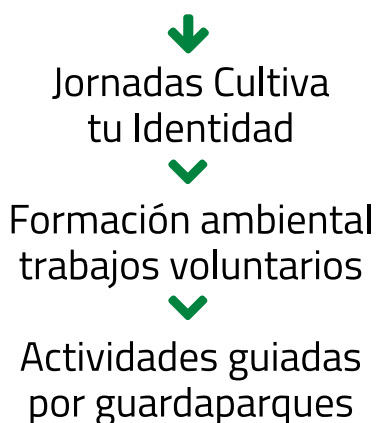 Jornadas Cultiva
tu Identidad
Formación ambiental
trabajos voluntarios
Actividades guiadas
por guardaparques